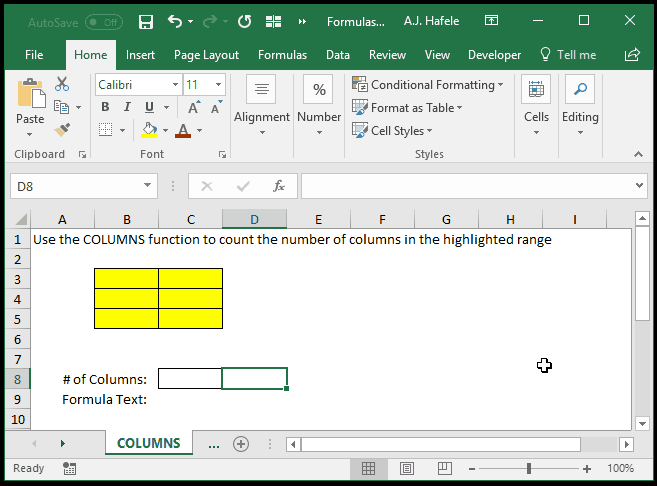 AutoSave Off Formulas... A.J. Hafele
File Home Insert Page Layout Formulas Data Review View Developer Tell me
Calibri 11 % Conditional Formatting
Paste B I U A A Alignment Number Format as Table Cells Editing
A Cell Styles
Clipboard Font Styles
D8 fx
A B C D E F G H I
1 Use the COLUMNS function to count the number of columns in the highlighted range
2
3
4
5
6
7
8 # of Columns:
9 Formula Text:
10
COLUMNS ...
Ready 100%